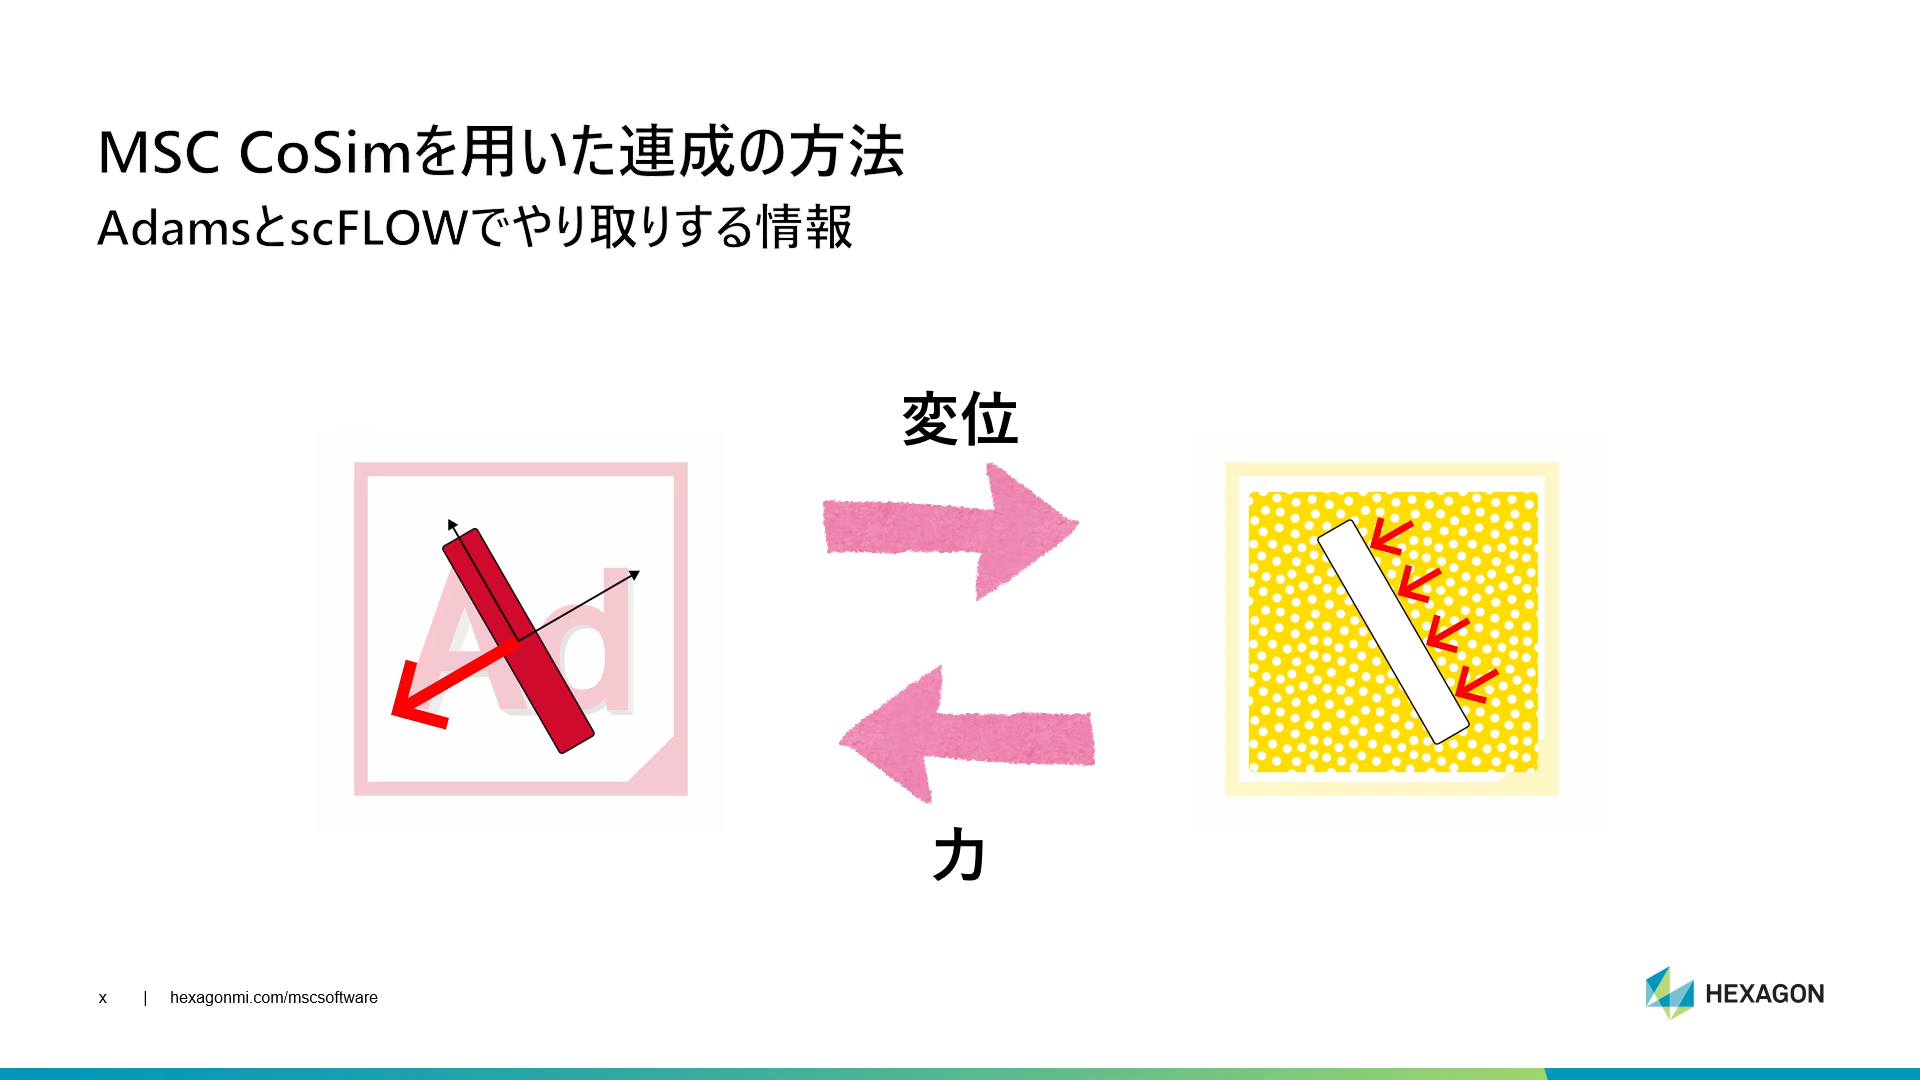 MSC CoSimを用いた連成の方法
AdamsとscFLOWでやり取りする情報
変位
Ad
力
x | hexagonmi.com/mscsoftware
HEXAGON